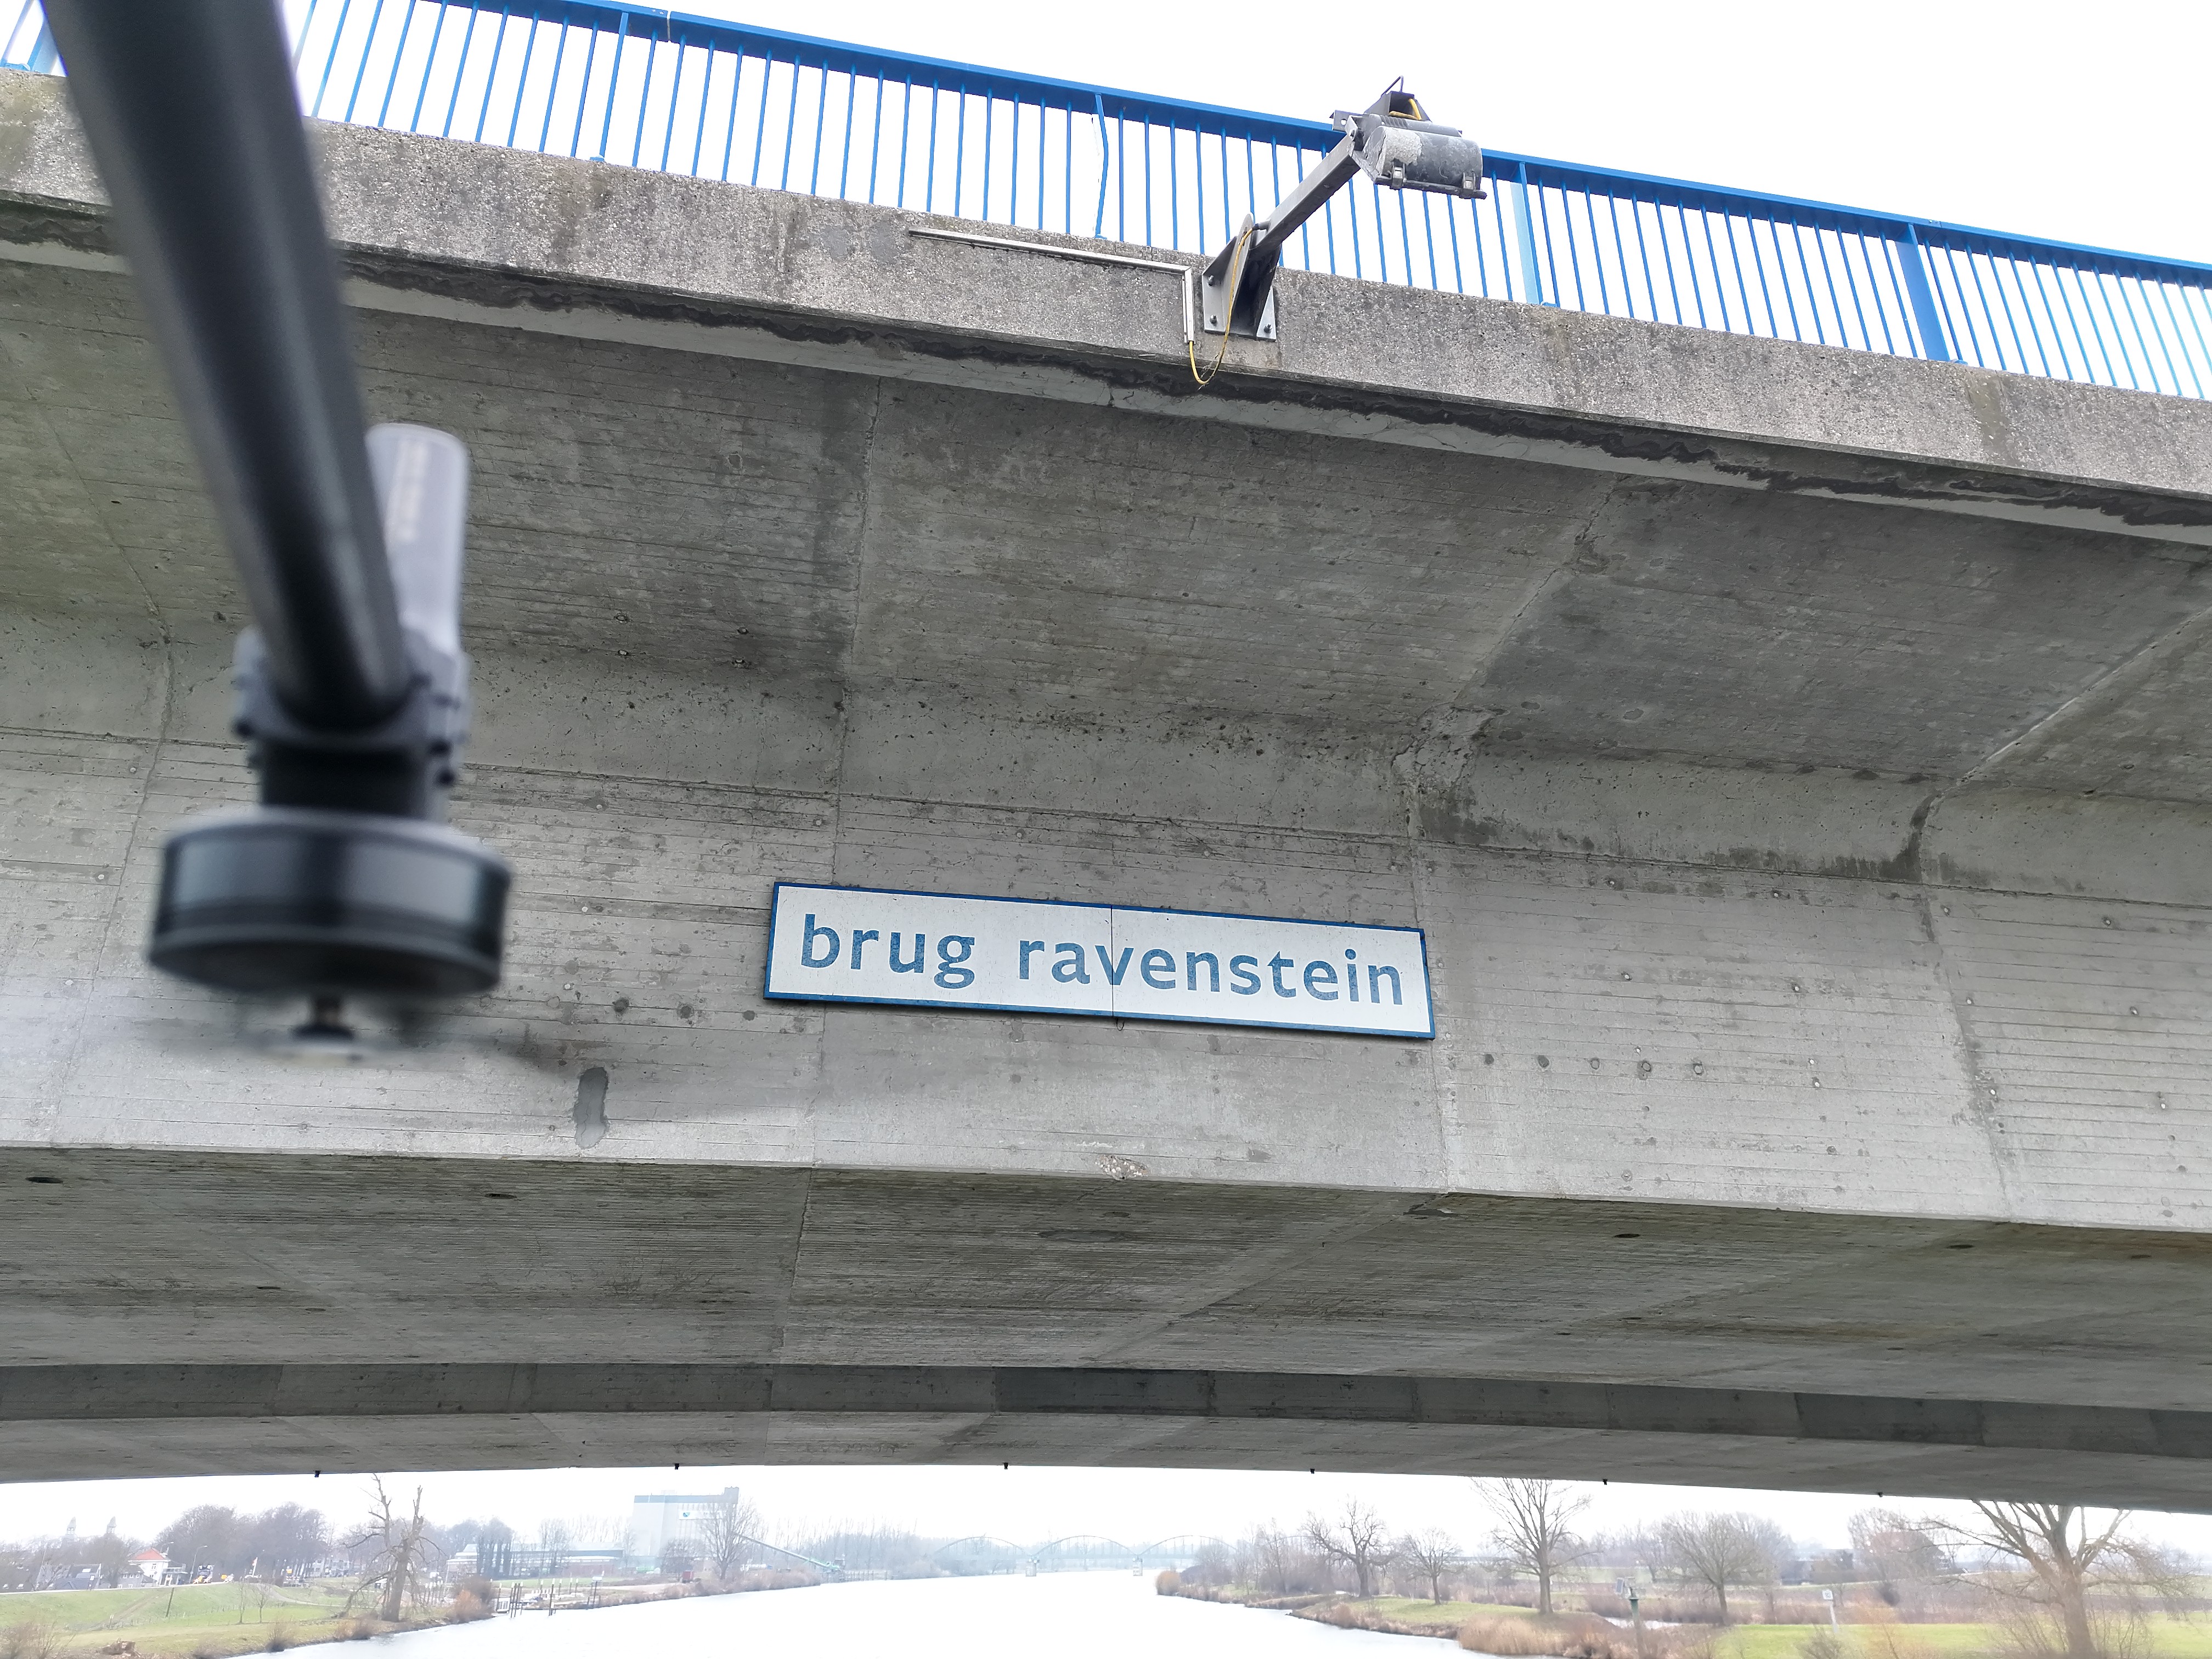 brug ravenstein